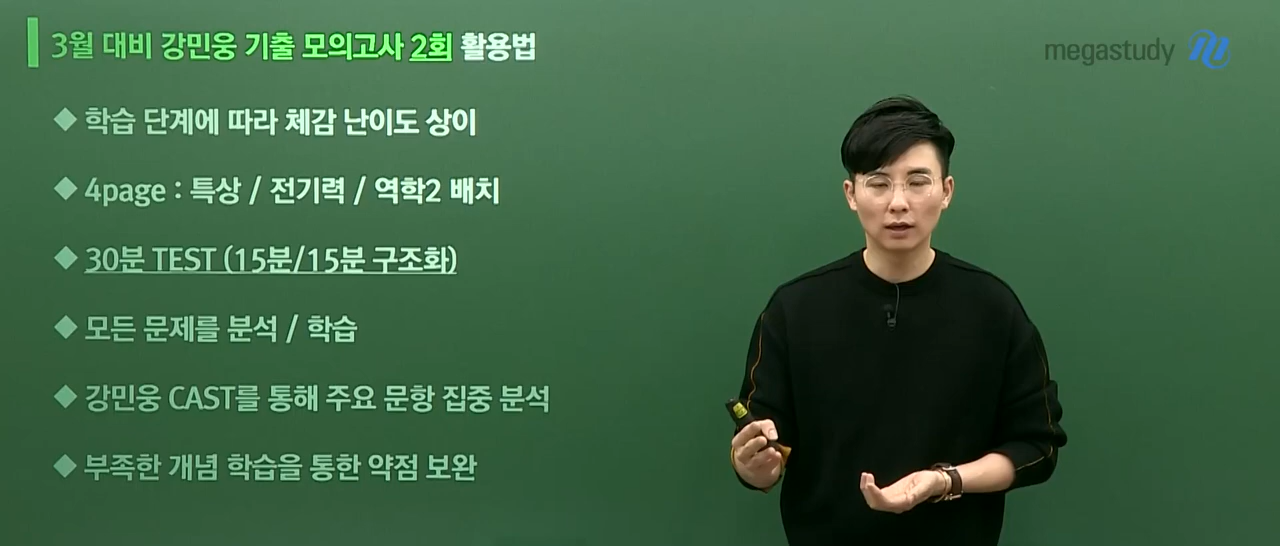 3월 대비 강민웅 기출 모의고사 2회 활용법
megastudy
◆ 학습 단계에 따라 체감 난이도 상이
◆ 4page : 특상 / 전기력 / 역학2 배치
◆ 30분 TEST (15분/15분 구조화)
◆ 모든 문제를 분석 / 학습
◆ 강민웅 CAST를 통해 주요 문항 집중 분석
◆ 부족한 개념 학습을 통한 약점 보완